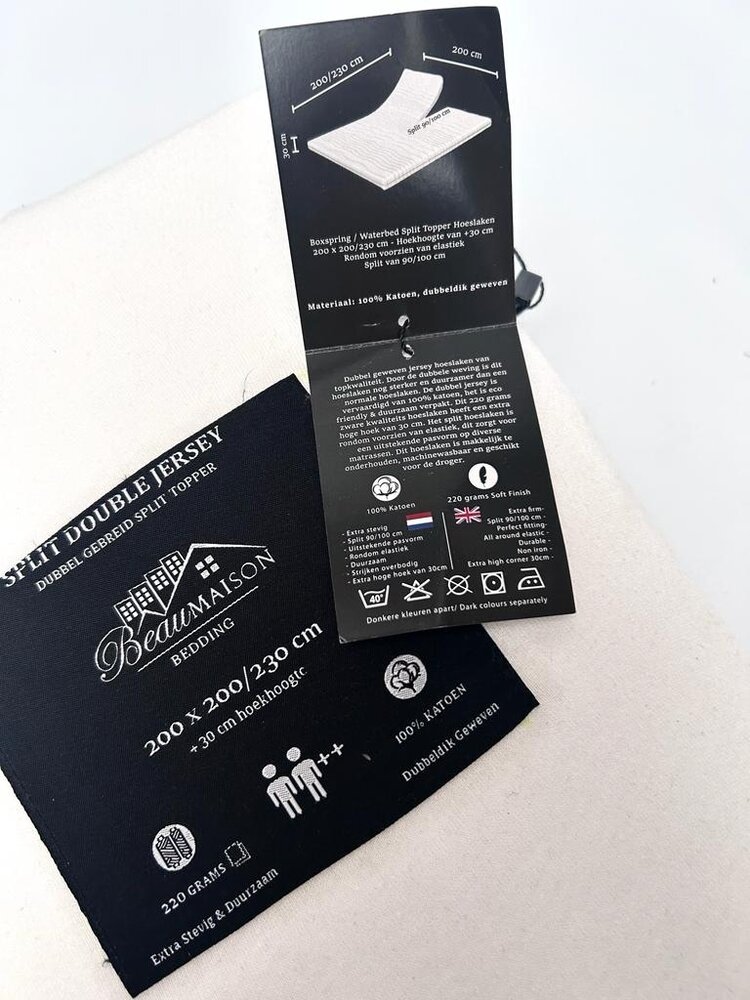 200/230 cm
200 cm
30 cm
Split 90/100 cm
Boxspring / Waterbed Split Topper Hoeslaken
200 x 200/230 cm - Hoekhoogte van +30 cm
Rondom voorzien van elastiek
Split van 90/100 cm
Materiaal: 100% Katoen, dubbeldik geweven
Dubbel geweven jersey hoeslaken van
topkwaliteit. Door de dubbele weving is dit
hoeslaken nog sterker en duurzamer dan een
normale hoeslaken. De dubbel jersey is
vervaardigd van 100% katoen, het is eco
friendly & duurzaam verpakt. Dit 220 grams
zware kwaliteits hoeslaken heeft een extra
hoge hoek van 30 cm. Het split hoeslaken is
rondom voorzien van elastiek, dit zorgt voor
een uitstekende pasvorm op diverse
matrassen. Dit hoeslaken is makkelijk te
onderhouden, machinewasbaar en geschikt
voor de droger.
100% Katoen
220 grams Soft Finish
- Extra stevig
- Split 90/100 cm
- Uitstekende pasvorm
- Rondom elastiek
- Duurzaam
- Strijken overbodig
- Extra hoge hoek van 30cm
Extra firm-
Split 90/100 cm -
Perfect fitting-
All around elastic -
Durable -
Non iron -
Extra high corner 30cm -
40°
Donkere kleuren apart/ Dark colours separately
SPLIT DOUBLE JERSEY
DUBBEL GEBREID SPLIT TOPPER
BeauMAISON
BEDDING
200 X 200/230 cm
+ 30 cm hoekhoogte
++
100% KATOEN
Dubbeldik Geweven
220 GRAMS
Extra Stevig & Duurzaam